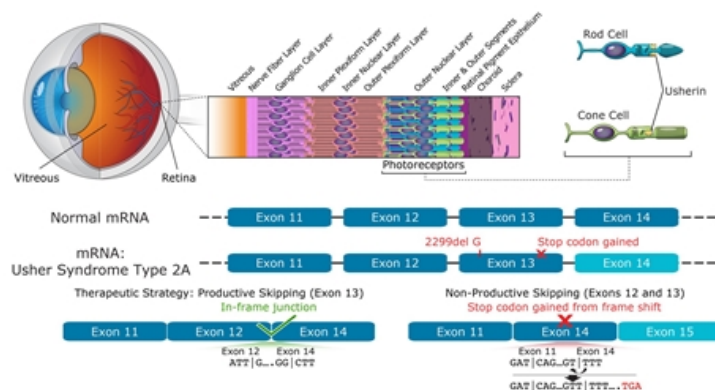 Vitreous
Nerve Fiber Layer
Ganglion Cell Layer
Inner Plexiform Layer
Inner Nuclear Layer
Outer Plexiform Layer
Outer Nuclear Layer
Inner & Outer Segments
Retinal Pigment Epithelium
Choroid
Sclera
Rod Cell
Usherin
Cone Cell
Photoreceptors
Vitreous
Retina
Normal mRNA
Exon 11 Exon 12 Exon 13 Exon 14
2299del G Stop codon gained
mRNA:
Usher Syndrome Type 2A
Exon 11 Exon 12 Exon 13 Exon 14
Therapeutic Strategy: Productive Skipping (Exon 13)
In-frame junction
Exon 11 Exon 12 Exon 14
Exon 12 Exon 14
ATT|G....GG|CTT
Non-Productive Skipping (Exons 12 and 13)
Stop codon gained from frame shift
Exon 11 Exon 14 Exon 15
Exon 11 Exon 14
GAT|CAG...GT|TTT
GAT|CAG...GTT|TTT....TGA